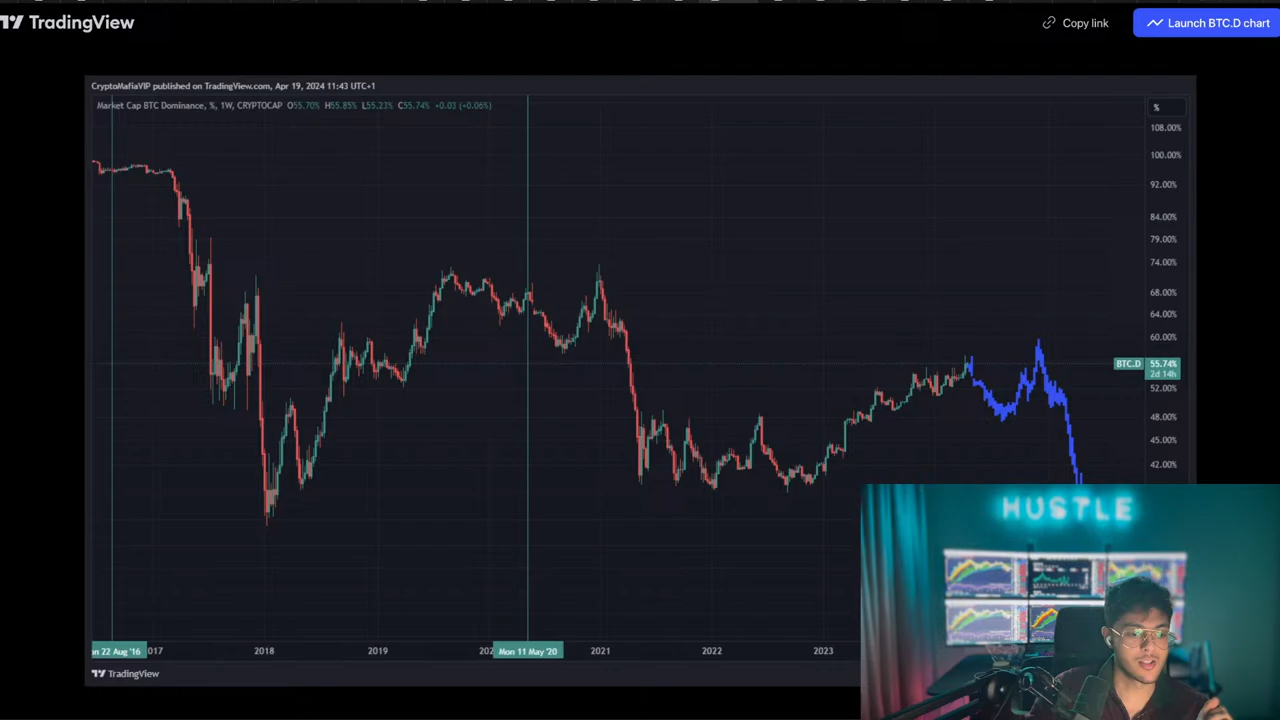 TradingView
Copy link
Launch BTC.D chart
CryptoMafiaVIP published on TradingView.com, Apr 19, 2024 11:43 UTC+1
Market Cap BTC Dominance, %, 1W, CRYPTOCAP O55.70% H55.85% L55.23% C55.74% +0.03 (+0.06%)
%
108.00%
100.00%
92.00%
84.00%
79.00%
74.00%
68.00%
64.00%
60.00%
BTC.D 55.74%
2d 14h
52.00%
48.00%
45.00%
42.00%
HUSTLE
n 22 Aug '16 017 2018 2019 202 Mon 11 May '20 2021 2022 2023
TradingView